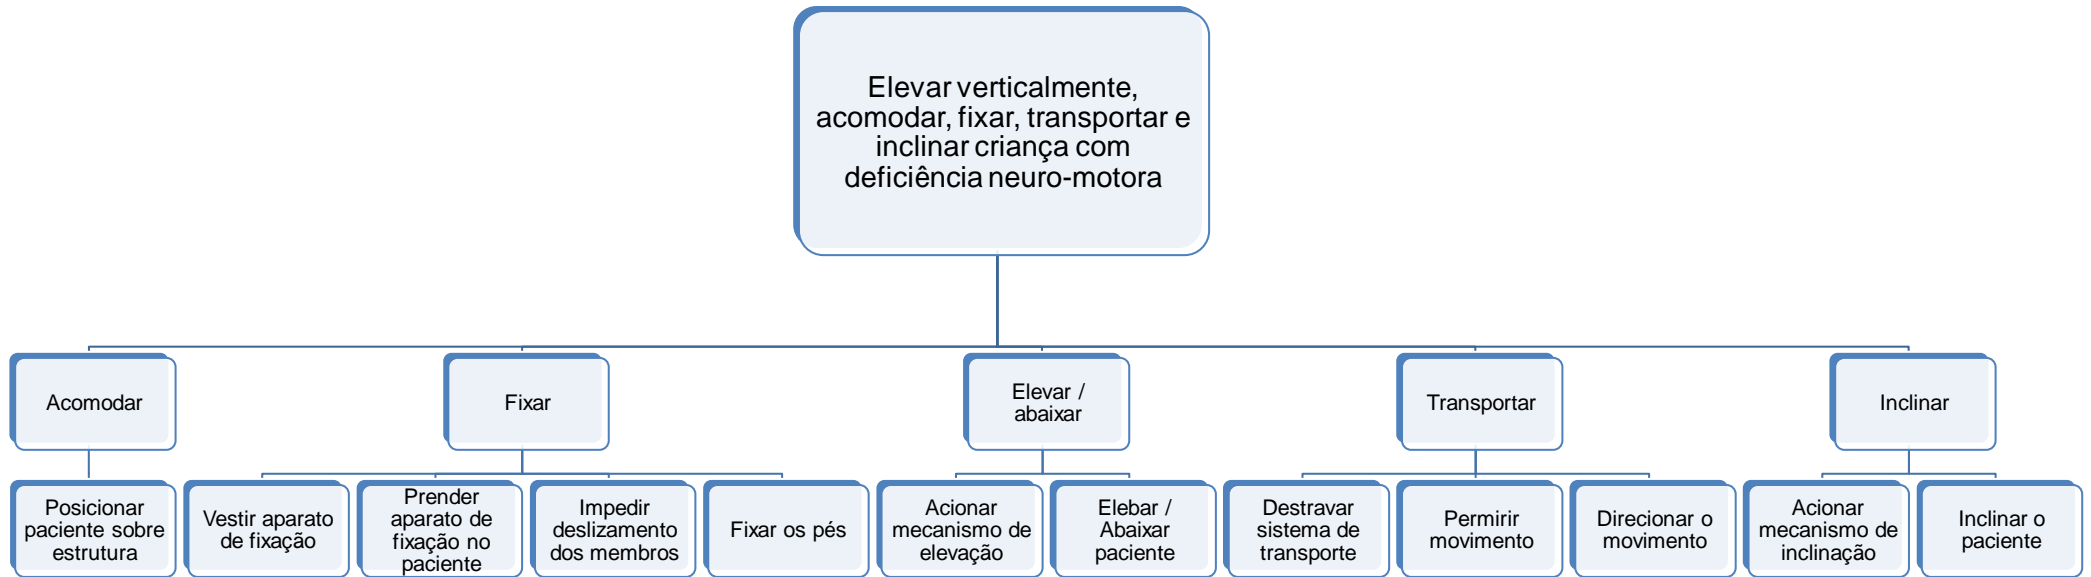 Elevar verticalmente,
acomodar, fixar, transportar e
inclinar criança com
deficiência neuro-motora
Acomodar
Fixar
Elevar /
abaixar
Transportar
Inclinar
Posicionar
paciente sobre
estrutura
Vestir aparato
de fixação
Prender
aparato de
fixação no
paciente
Impedir
deslizamento
dos membros
Fixar os pés
Acionar
mecanismo de
elevação
Elebar /
Abaixar
paciente
Destravar
sistema de
transporte
Permirir
movimento
Direcionar o
movimento
Acionar
mecanismo de
inclinação
Inclinar o
paciente